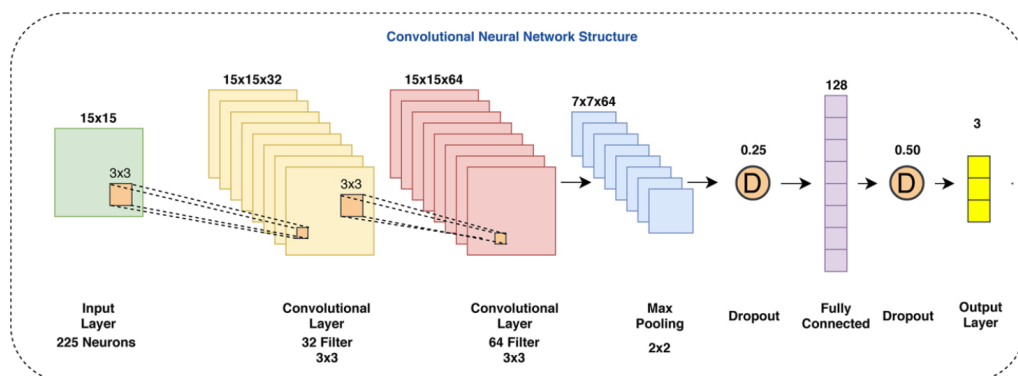 Convolutional Neural Network Structure
15x15
3x3
15x15x32
3x3
15x15x64
7x7x64
0.25
D
128
0.50
D
3
Input
Layer
225 Neurons
Convolutional
Layer
32 Filter
3x3
Convolutional
Layer
64 Filter
3x3
Max
Pooling
2x2
Dropout
Fully
Connected
Dropout
Output
Layer